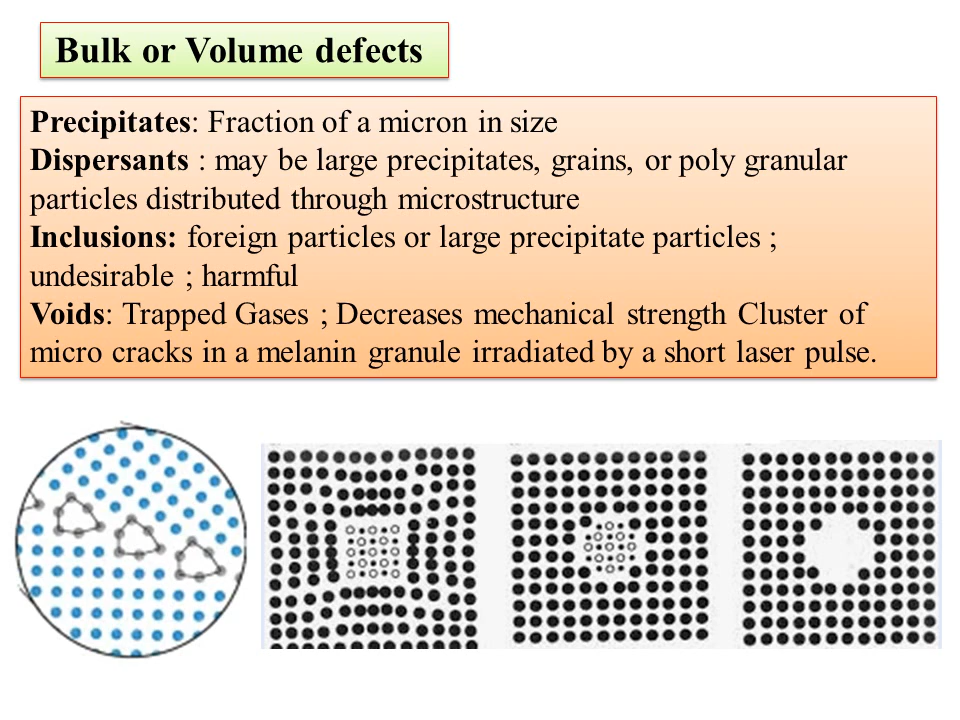 Bulk or Volume defects
Precipitates: Fraction of a micron in size
Dispersants : may be large precipitates, grains, or poly granular
particles distributed through microstructure
Inclusions: foreign particles or large precipitate particles ;
undesirable ; harmful
Voids: Trapped Gases ; Decreases mechanical strength Cluster of
micro cracks in a melanin granule irradiated by a short laser pulse.